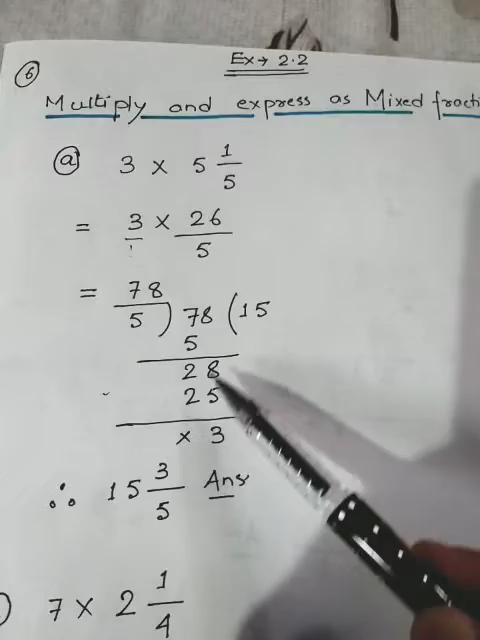 Ex→ 2.2
⑥
Multiply and express as Mixed fracti
ⓐ 3 × 5 1/5
= 3/1 × 26/5
= 78/5
5 ) 78 ( 15
5
28
25
× 3
∴ 15 3/5 Ans
) 7 × 2 1/4